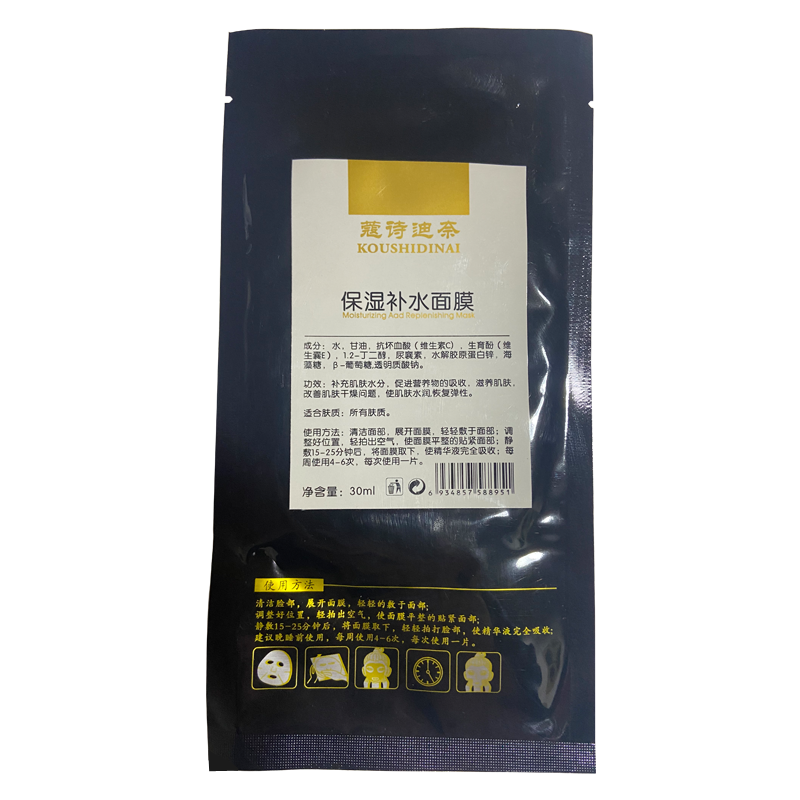 蔻诗迪奈
KOUSHIDINAI
保湿补水面膜
Moisturizing And Replenishing Mask
成分：水，甘油，抗坏血酸（维生素C），生育酚（维
生素E），1.2-丁二醇，尿囊素，水解胶原蛋白锌，海
藻糖，β-葡萄糖,透明质酸钠。
功效：补充肌肤水分，促进营养物的吸收，滋养肌肤，
改善肌肤干燥问题，使肌肤水润,恢复弹性。
适合肤质：所有肤质。
使用方法：清洁面部，展开面膜，轻轻敷于面部；调
整好位置，轻拍出空气，使面膜平整的贴紧面部；静
敷15-25分钟后，将面膜取下，使精华液完全吸收；每
周使用4-6次，每次使用一片。
净含量：30ml
6 934857 588951
使用方法
清洁脸部，展开面膜，轻轻的敷于面部；
调整好位置，轻拍出空气，使面膜平整的贴紧面部；
静敷15-25分钟后，将面膜取下，轻轻拍打脸部，使精华液完全吸收；
建议晚睡前使用，每周使用4-6次，每次使用一片。